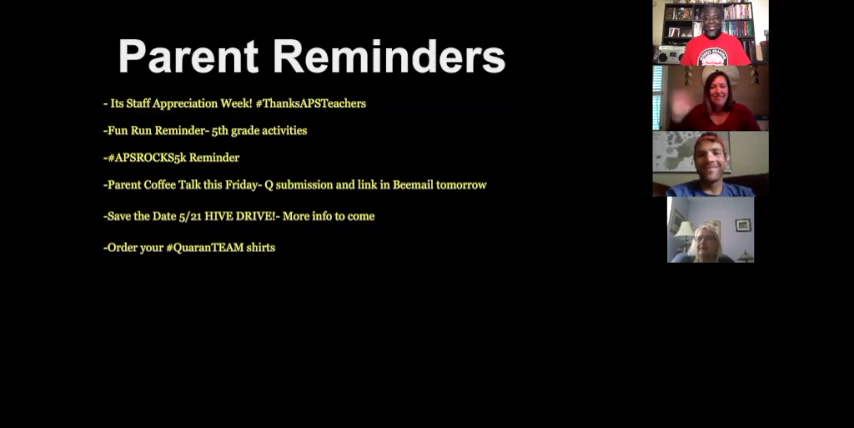 Parent Reminders
- Its Staff Appreciation Week! #ThanksAPSTeachers
-Fun Run Reminder- 5th grade activities
-#APSROCKS5k Reminder
-Parent Coffee Talk this Friday- Q submission and link in Beemail tomorrow
-Save the Date 5/21 HIVE DRIVE!- More info to come
-Order your #QuaranTEAM shirts